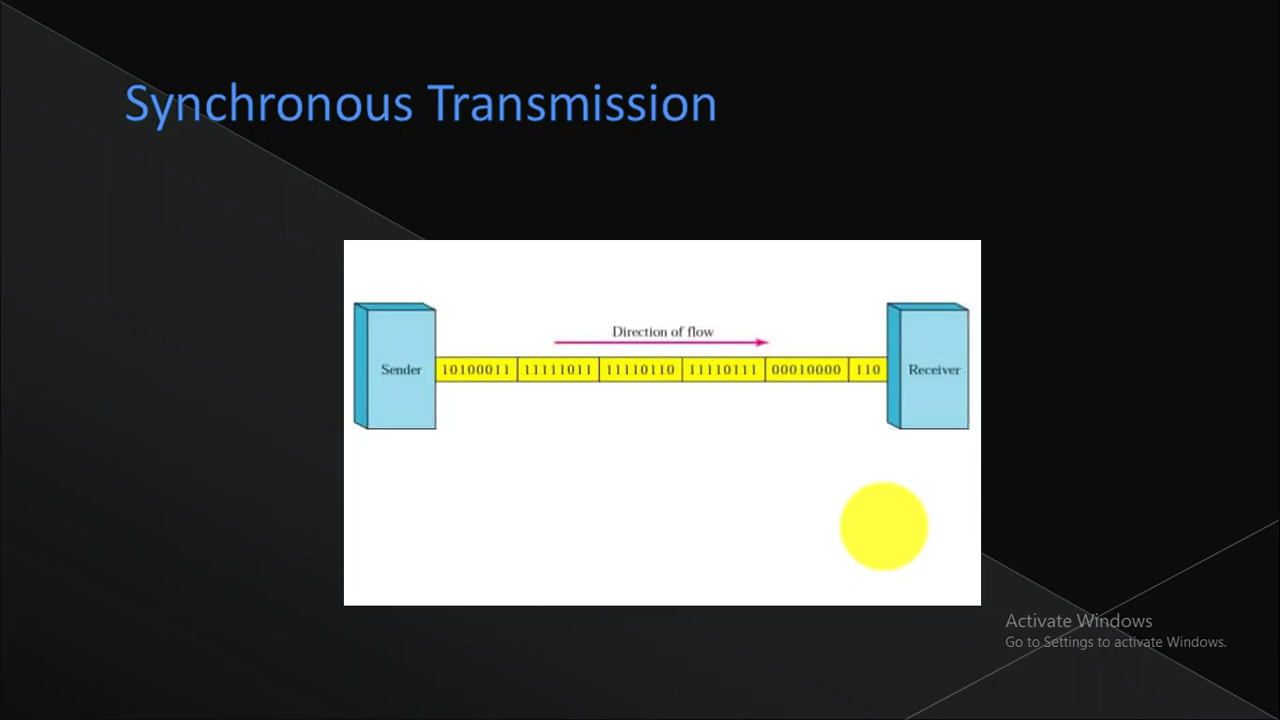 Synchronous Transmission
Direction of flow
Sender 10100011 11111011 11110110 11110111 00010000 110 Receiver
Activate Windows
Go to Settings to activate Windows.